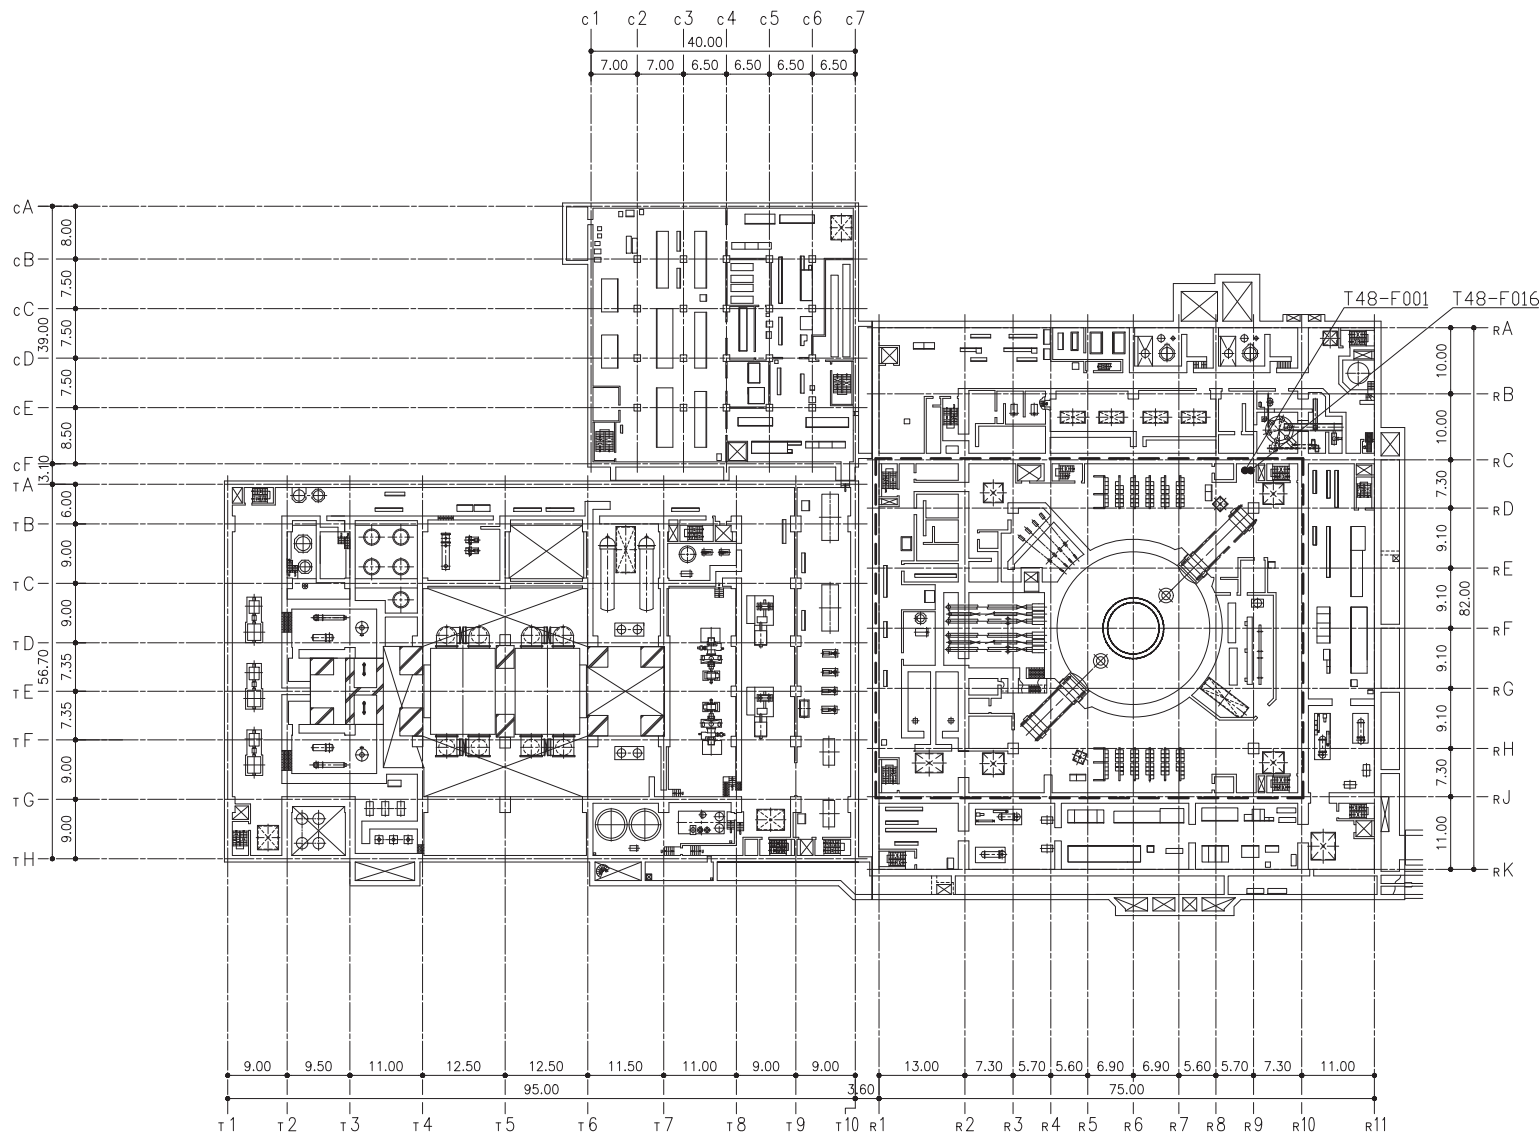 c1 c2 c3 c4 c5 c6 c7
40.00
7.00 7.00 6.50 6.50 6.50 6.50
cA
8.00
cB
7.50
cC
7.50
39.00
cD
7.50
cE
8.50
cF
3.10
TA
6.00
TB
9.00
TC
9.00
TD
7.35
56.70
TE
7.35
TF
9.00
TG
9.00
TH
T48-F001 T48-F016
RA
10.00
RB
10.00
RC
7.30
RD
9.10
RE
9.10
82.00
RF
9.10
RG
9.10
RH
7.30
RJ
11.00
RK
9.00 9.50 11.00 12.50 12.50 11.50 11.00 9.00 9.00 13.00 7.30 5.70 5.60 6.90 6.90 5.60 5.70 7.30 11.00
95.00 3.60 75.00
T1 T2 T3 T4 T5 T6 T7 T8 T9 T10 R1 R2 R3 R4 R5 R6 R7 R8 R9 R10 R11